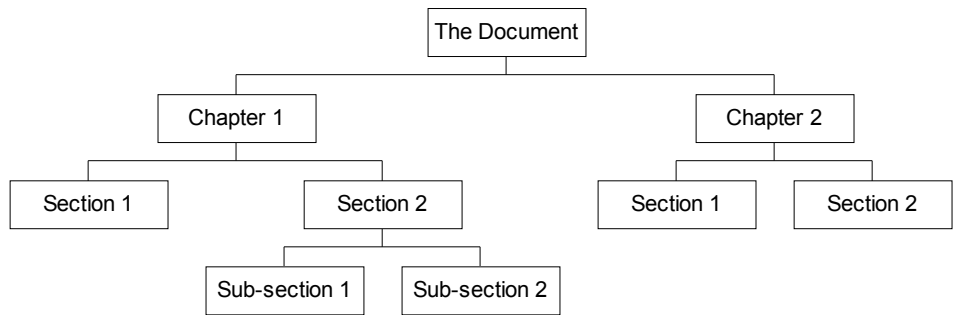 The Document
Chapter 1
Chapter 2
Section 1
Section 2
Section 1
Section 2
Sub-section 1
Sub-section 2